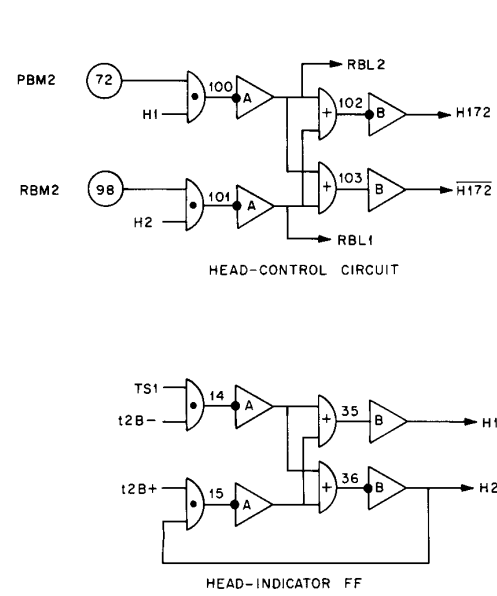 RBL2
PBM2 72 100 A + 102 B H172
H1 •
RBM2 98 101 A + 103 B H172
H2 •
RBL1
HEAD-CONTROL CIRCUIT
TS1 • 14 A + 35 B H1
t2B-
t2B+ • 15 A + 36 B H2
HEAD-INDICATOR FF